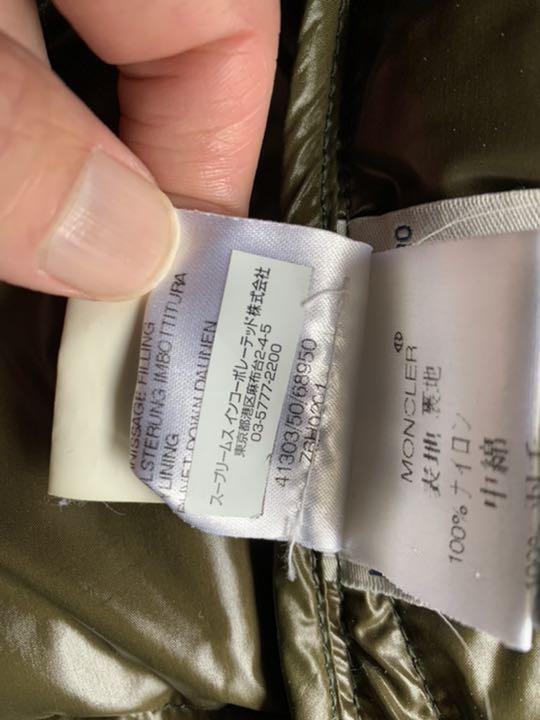 MISSAGE FILLING
STERUNG IMBOTTITURA
LINING
DUVET DOWN DAUNEN
スープリームス インコーポレーテッド株式会社
東京都港区麻布台2-4-5
03-5777-2200
41303/50/68950
MONCLER
表地 裏地
100% ナイロン
中綿